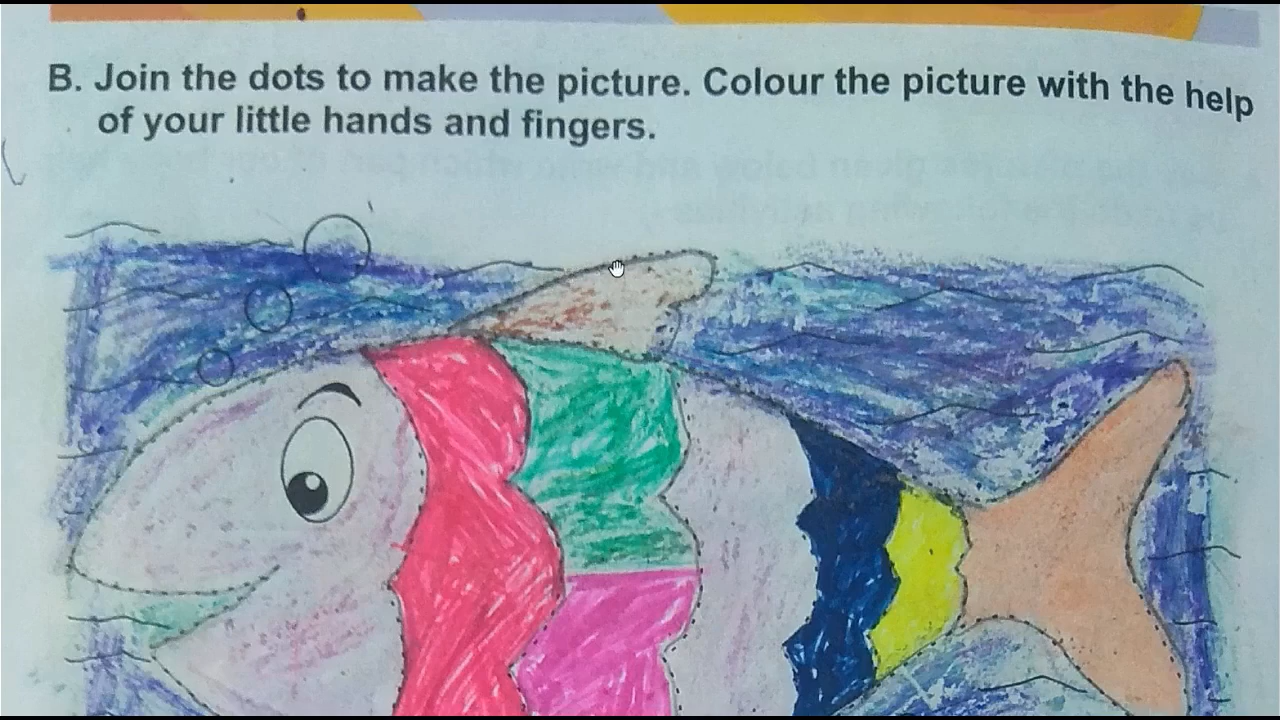 B. Join the dots to make the picture. Colour the picture with the help
of your little hands and fingers.